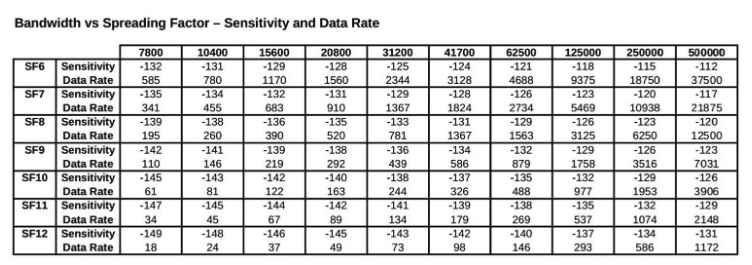 Bandwidth vs Spreading Factor – Sensitivity and Data Rate
7800 10400 15600 20800 31200 41700 62500 125000 250000 500000
SF6 Sensitivity -132 -131 -129 -128 -125 -124 -121 -118 -115 -112
Data Rate 585 780 1170 1560 2344 3128 4688 9375 18750 37500
SF7 Sensitivity -135 -134 -132 -131 -129 -128 -126 -123 -120 -117
Data Rate 341 455 683 910 1367 1824 2734 5469 10938 21875
SF8 Sensitivity -139 -138 -136 -135 -133 -131 -129 -126 -123 -120
Data Rate 195 260 390 520 781 1367 1563 3125 6250 12500
SF9 Sensitivity -142 -141 -139 -138 -136 -134 -132 -129 -126 -123
Data Rate 110 146 219 292 439 586 879 1758 3516 7031
SF10 Sensitivity -145 -143 -142 -140 -138 -137 -135 -132 -129 -126
Data Rate 61 81 122 163 244 326 488 977 1953 3906
SF11 Sensitivity -147 -145 -144 -142 -141 -139 -138 -135 -132 -129
Data Rate 34 45 67 89 134 179 269 537 1074 2148
SF12 Sensitivity -149 -148 -146 -145 -143 -142 -140 -137 -134 -131
Data Rate 18 24 37 49 73 98 146 293 586 1172